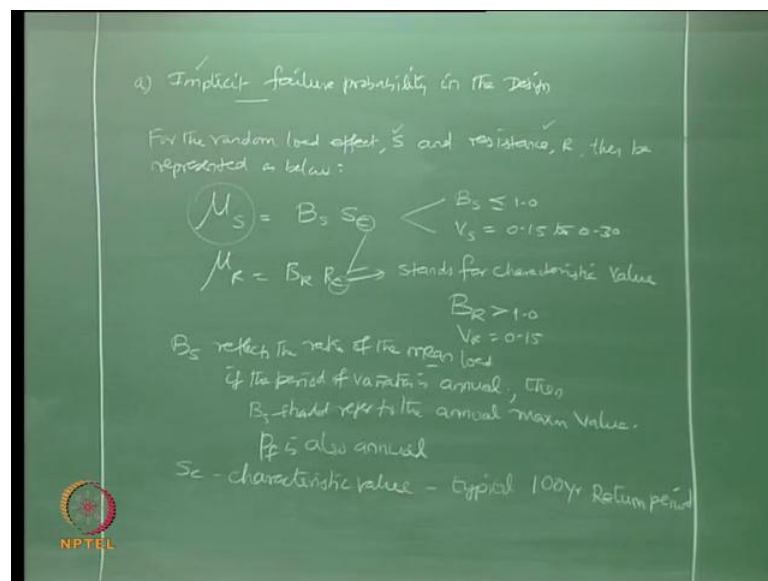 a) Implicit failure probability in the Design
For the random load effect, S and resistance, R, then be
represented as below:
μS = BS SC
BS ≤ 1.0
VS = 0.15 to 0.30
μR = BR RC → stands for characteristic value
BR > 1.0
VR = 0.15
BS reflects the ratio of the mean load
if the period of variation is annual, then
BS should refer to the annual maxm value.
Pf is also annual
SC - characteristic value - typical 100yr Return period
NPTEL